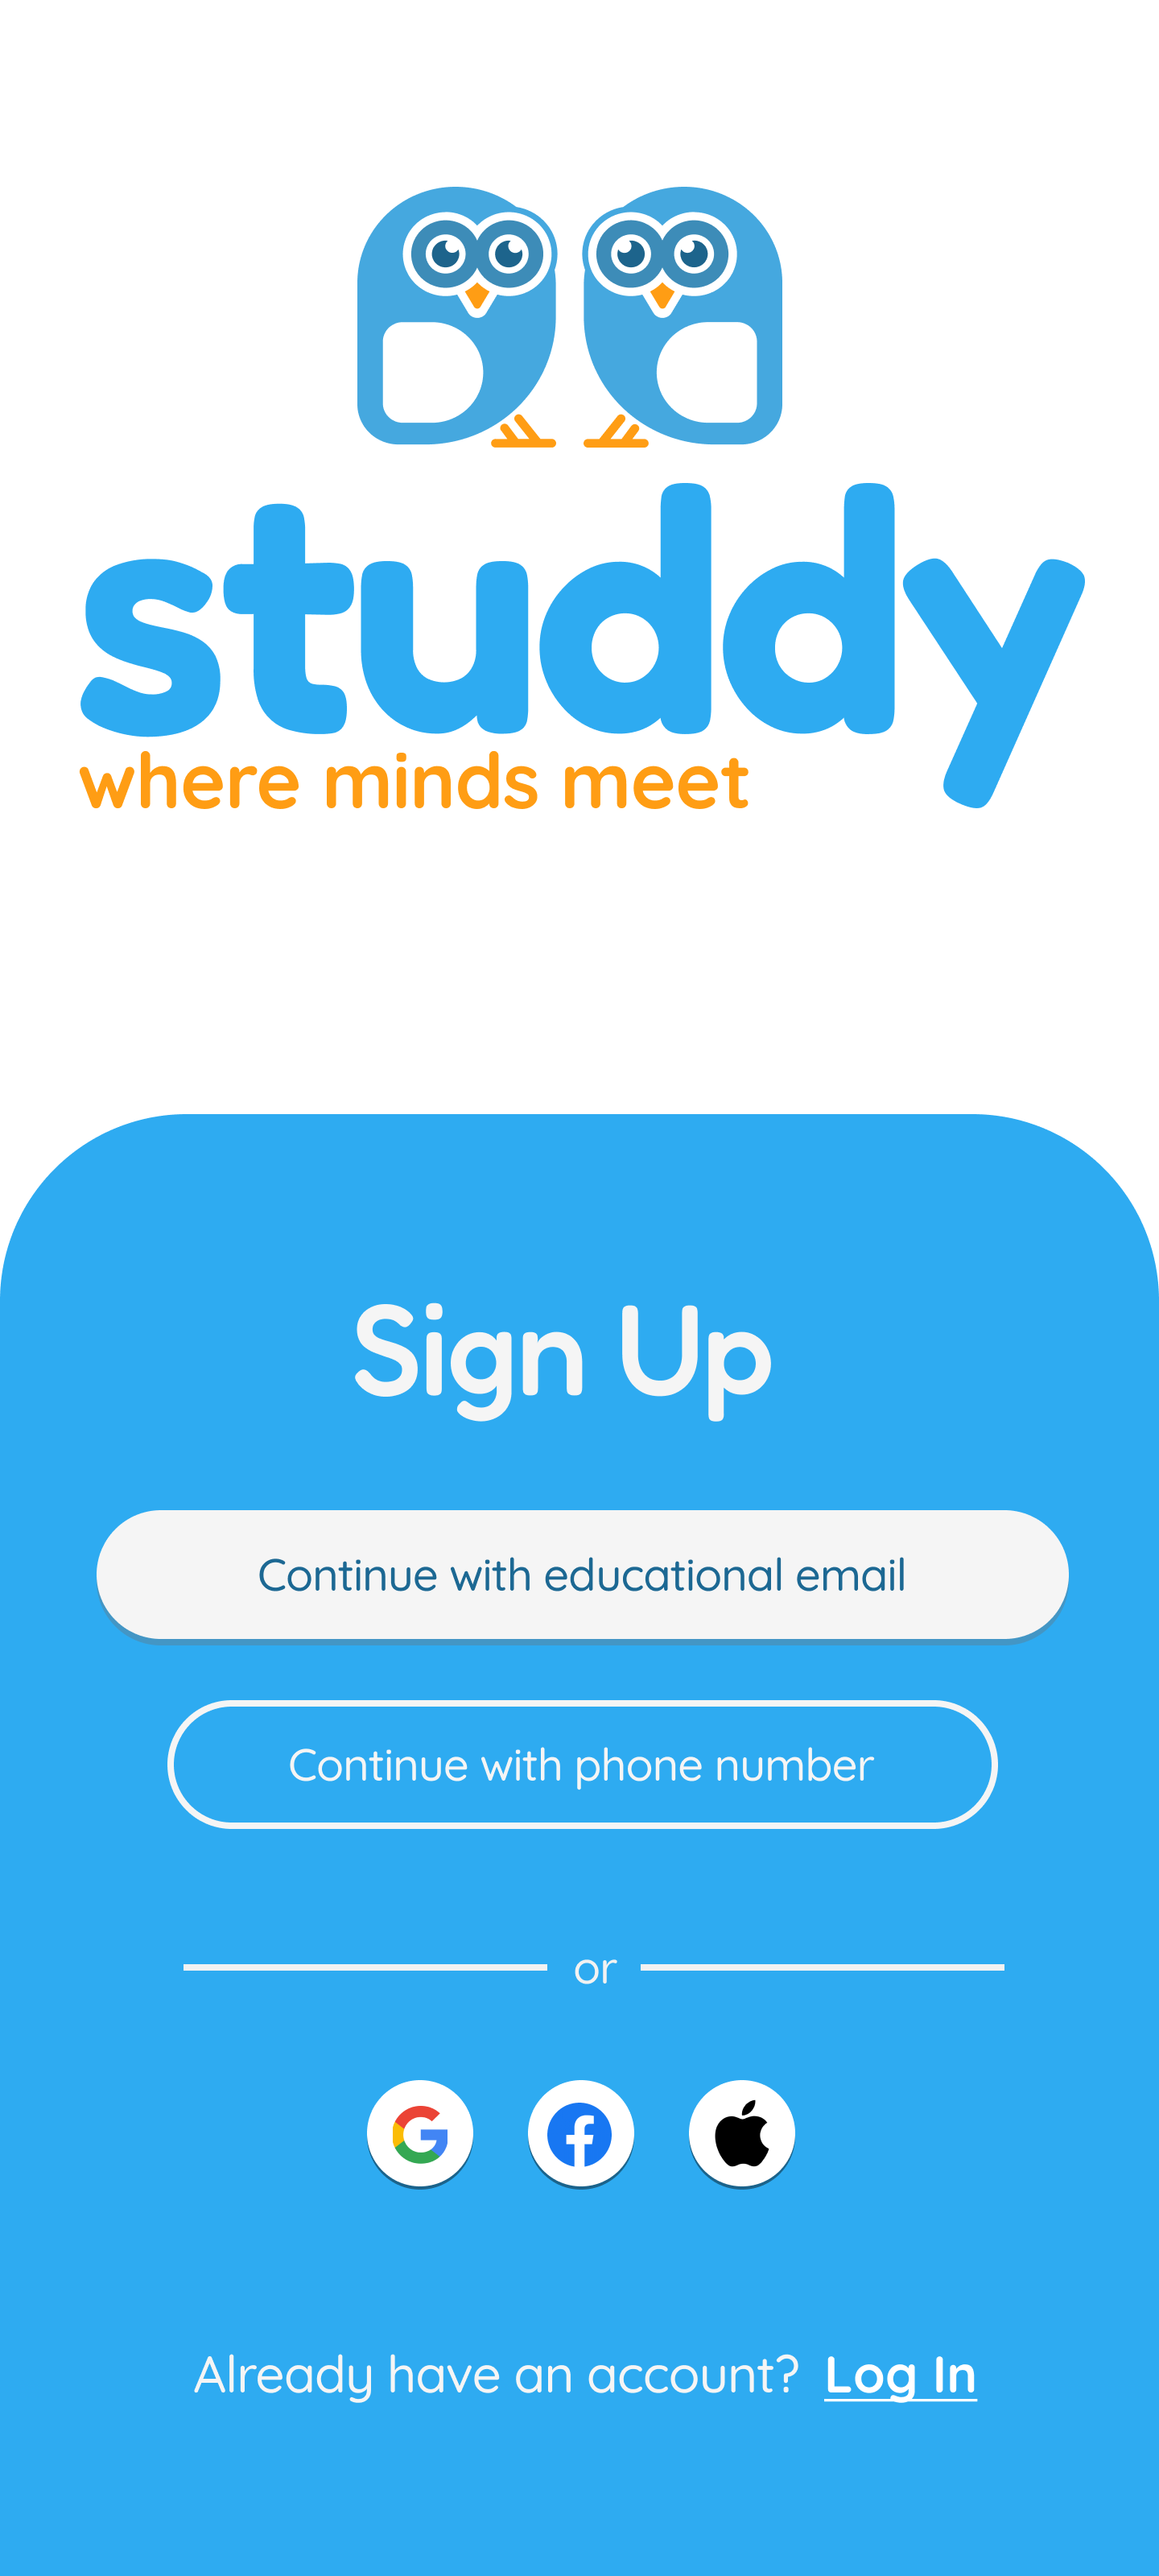 studdy
where minds meet
Sign Up
Continue with educational email
Continue with phone number
or
Already have an account? Log In